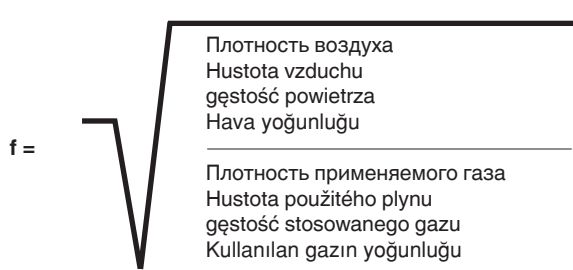 Плотность воздуха
Hustota vzduchu
gęstość powietrza
Hava yoğunluğu
f =
Плотность применяемого газа
Hustota použitého plynu
gęstość stosowanego gazu
Kullanılan gazın yoğunluğu